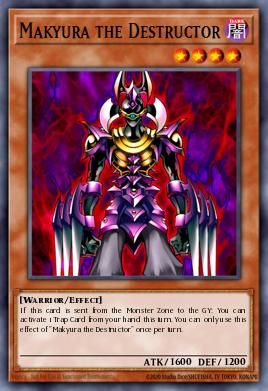 MAKYURA THE DESTRUCTOR
DARK
闇
[WARRIOR/EFFECT]
If this card is sent from the Monster Zone to the GY: You can
activate 1 Trap Card from your hand this turn. You can only use this
effect of "Makyura the Destructor" once per turn.
ATK/1600 DEF/1200
©2020 Studio Dice/SHUEISHA, TV TOKYO, KONAMI